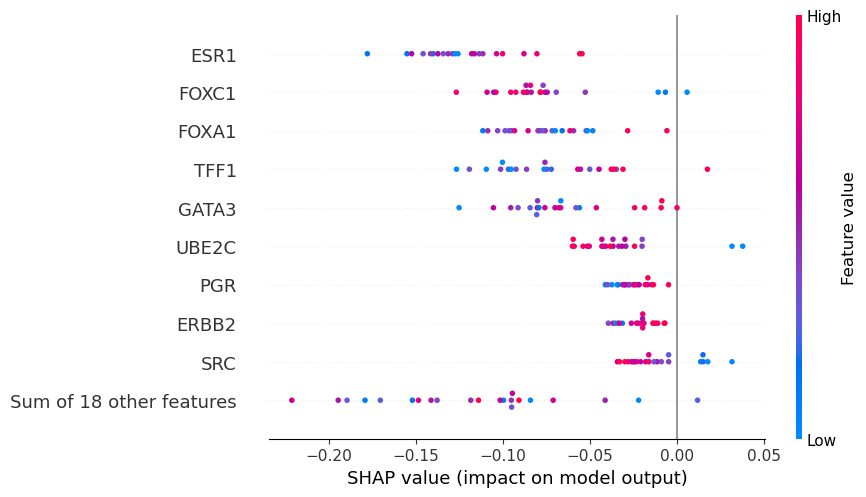 High
ESR1
FOXC1
FOXA1
TFF1
GATA3
UBE2C
PGR
ERBB2
SRC
Sum of 18 other features
Feature value
Low
−0.20 −0.15 −0.10 −0.05 0.00 0.05
SHAP value (impact on model output)